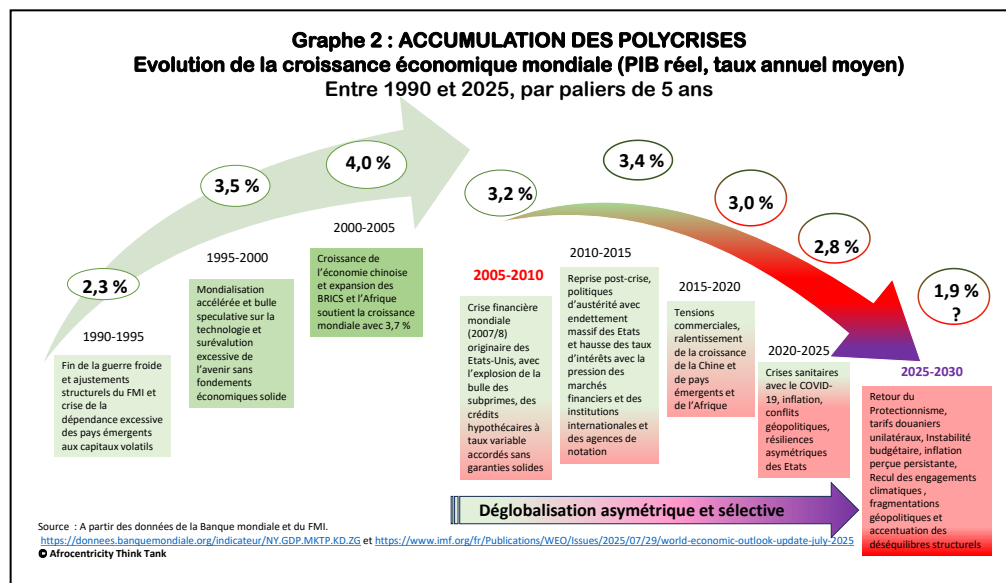 Graphe 2 : ACCUMULATION DES POLYCRISES
Evolution de la croissance économique mondiale (PIB réel, taux annuel moyen)
Entre 1990 et 2025, par paliers de 5 ans
2,3 %
1990-1995
Fin de la guerre froide et
ajustements
structurels du FMI et
crise de la
dépendance excessive
des pays émergents
aux capitaux volatils
3,5 %
1995-2000
Mondialisation
accélérée et bulle
speculative sur la
technologie et
surévaluation
excessive de
l'avenir sans
fondements
économiques solide
4,0 %
2000-2005
Croissance de
l'économie chinoise
et expansion des
BRICS et l'Afrique
soutient la croissance
mondiale avec 3,7 %
3,2 %
2005-2010
Crise financière
mondiale
(2007/8)
originaire des
Etats-Unis, avec
l'explosion de la
bulle des
subprimes, des
crédits
hypothécaires à
taux variable
accordés sans
garanties solides
3,4 %
2010-2015
Reprise post-crise,
politiques
d'austérité avec
endettement
massif des Etats et
hausse des taux
d'intérêts avec la
pression des
marchés
financiers et des
institutions
internationales et
des agences de
notation
3,0 %
2015-2020
Tensions
commerciales,
ralentissement de
la croissance de
la Chine et de
pays émergents
et de l'Afrique
2,8 %
2020-2025
Crises sanitaires
avec le COVID-
19, inflation,
conflits
géopolitiques,
résiliences
asymétriques des
Etats
1,9 %
?
2025-2030
Retour du
Protectionnisme,
tarifs douaniers
unilatéraux, Instabilité
budgétaire, inflation
perçue persistante,
Recul des engagements
climatiques ,
fragmentations
géopolitiques et
accentuation des
déséquilibres structurels
Déglobalisation asymétrique et sélective
Source : A partir des données de la Banque mondiale et du FMI.
https://donnees.banquemondiale.org/indicateur/NY.GDP.MKTP.KD.ZG et https://www.imf.org/fr/Publications/WEO/Issues/2025/07/29/world-economic-outlook-update-july-2025
© Afrocentricity Think Tank